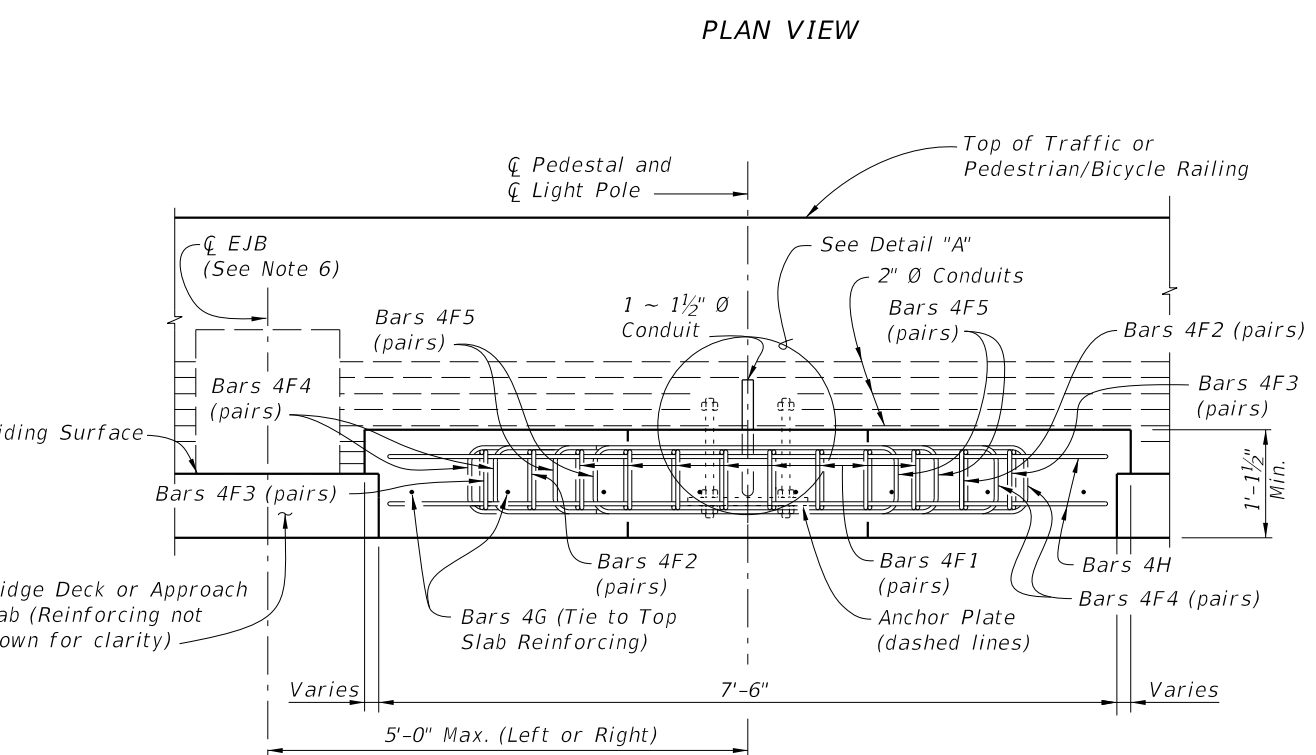 PLAN VIEW
Top of Traffic or
Pedestrian/Bicycle Railing
℄ Pedestal and
℄ Light Pole
℄ EJB
(See Note 6)
See Detail "A"
2" Ø Conduits
1 ~ 1½" Ø
Conduit
Bars 4F5
(pairs)
Bars 4F5
(pairs)
Bars 4F2 (pairs)
Bars 4F4
(pairs)
Bars 4F3
(pairs)
iding Surface
Bars 4F3 (pairs)
1'-1½"
Min.
Bars 4F2
(pairs)
Bars 4F1
(pairs)
Bars 4H
Bars 4F4 (pairs)
idge Deck or Approach
ab (Reinforcing not
own for clarity)
Bars 4G (Tie to Top
Slab Reinforcing)
Anchor Plate
(dashed lines)
Varies
7'-6"
Varies
5'-0" Max. (Left or Right)